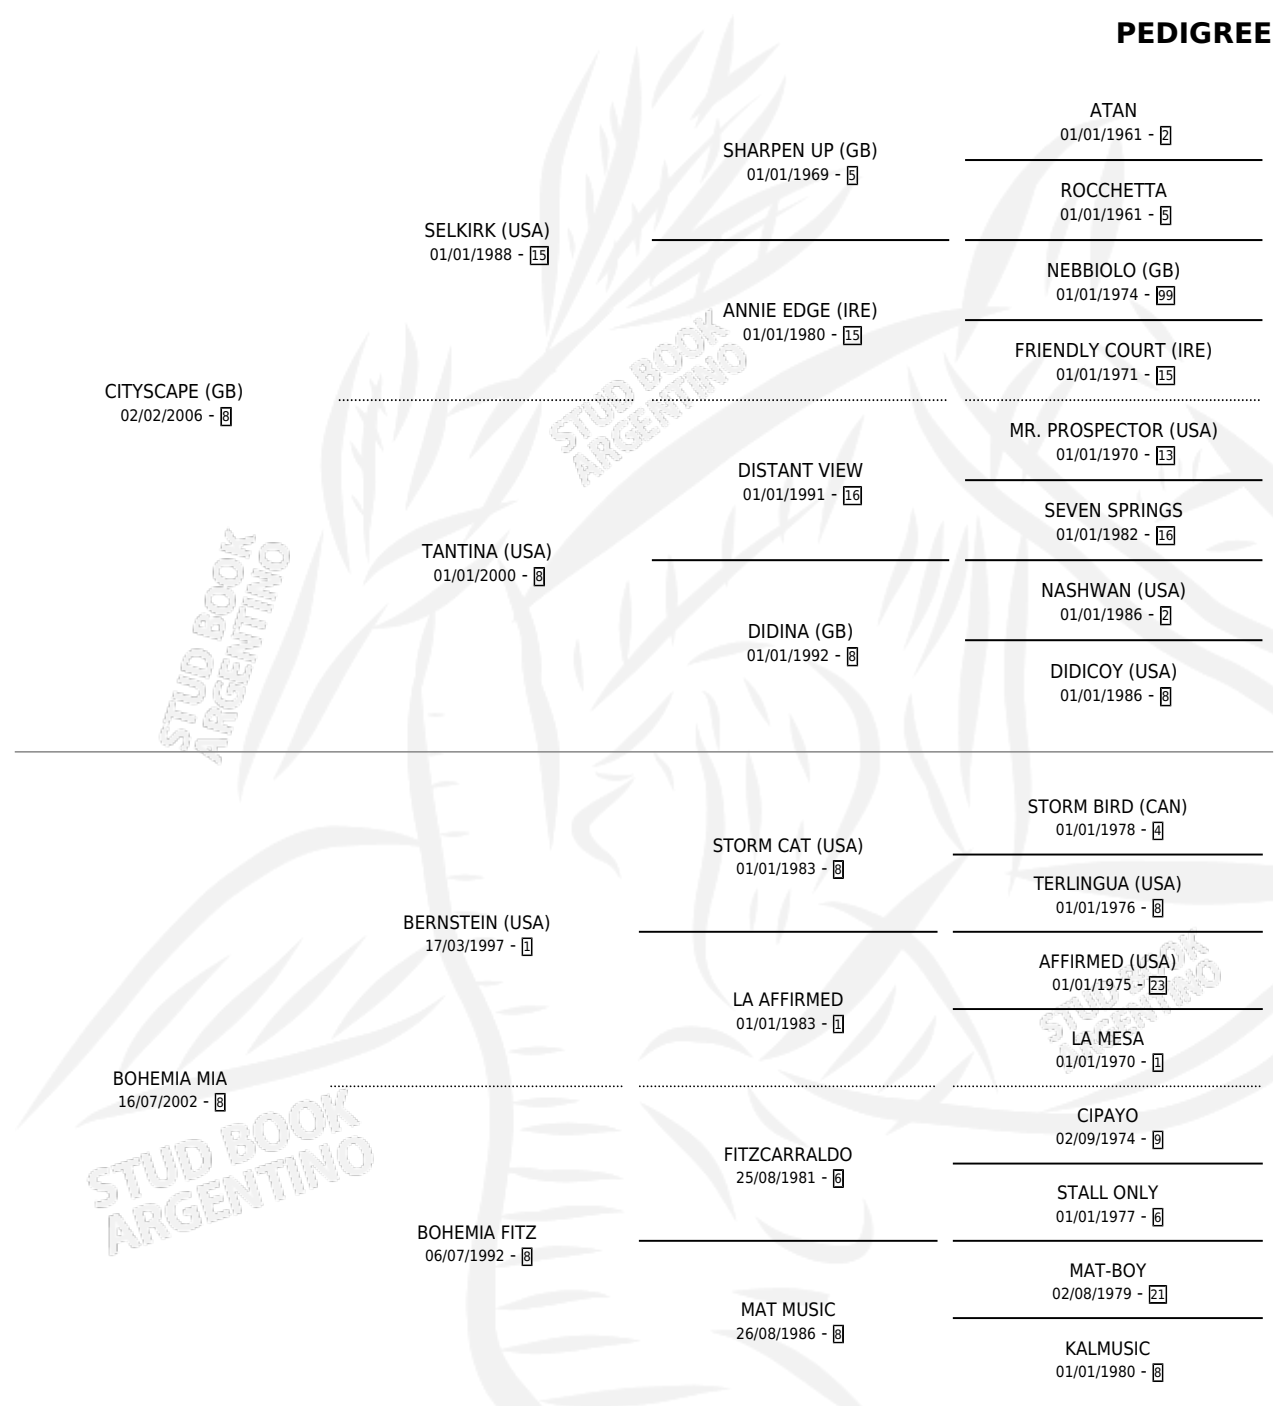 PEDIGREE
ATAN
01/01/1961 - 2
SHARPEN UP (GB)
01/01/1969 - 5
ROCCHETTA
01/01/1961 - 5
SELKIRK (USA)
01/01/1988 - 15
NEBBIOLO (GB)
01/01/1974 - 99
ANNIE EDGE (IRE)
01/01/1980 - 15
FRIENDLY COURT (IRE)
01/01/1971 - 15
CITYSCAPE (GB)
02/02/2006 - 8
STUD BOOK
ARGENTINO
MR. PROSPECTOR (USA)
01/01/1970 - 13
DISTANT VIEW
01/01/1991 - 16
SEVEN SPRINGS
01/01/1982 - 16
TANTINA (USA)
01/01/2000 - 8
NASHWAN (USA)
01/01/1986 - 2
DIDINA (GB)
01/01/1992 - 8
DIDICOY (USA)
01/01/1986 - 8
STUD BOOK
ARGENTINO
STORM BIRD (CAN)
01/01/1978 - 4
STORM CAT (USA)
01/01/1983 - 8
TERLINGUA (USA)
01/01/1976 - 8
BERNSTEIN (USA)
17/03/1997 - 1
AFFIRMED (USA)
01/01/1975 - 23
LA AFFIRMED
01/01/1983 - 1
STUD BOOK
ARGENTINO
LA MESA
01/01/1970 - 1
BOHEMIA MIA
16/07/2002 - 8
CIPAYO
02/09/1974 - 9
FITZCARRALDO
25/08/1981 - 6
STALL ONLY
01/01/1977 - 6
STUD BOOK
ARGENTINO
BOHEMIA FITZ
06/07/1992 - 8
MAT-BOY
02/08/1979 - 21
MAT MUSIC
26/08/1986 - 8
KALMUSIC
01/01/1980 - 8